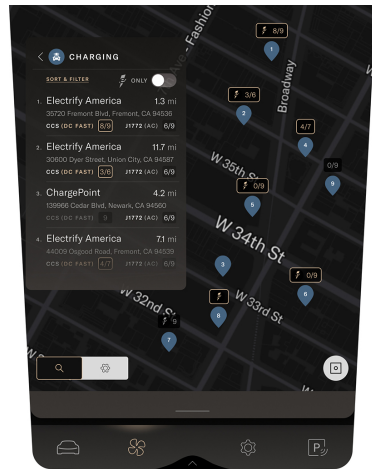 CHARGING
SORT & FILTER
ONLY
1. Electrify America 1.3 mi
35720 Fremont Blvd, Fremont, CA 94536
CCS (DC FAST) 8/9 J1772 (AC) 6/9
2. Electrify America 11.7 mi
30600 Dyer Street, Union City, CA 94587
CCS (DC FAST) 3/6 J1772 (AC) 6/9
3. ChargePoint 4.2 mi
139966 Cedar Blvd, Newark, CA 94560
CCS (DC FAST) 9 J1772 (AC) 6/9
4. Electrify America 7.1 mi
44009 Osgood Road, Fremont, CA 94539
CCS (DC FAST) 4/7 J1772 (AC) 6/9
Ave - Fashion
Broadway
8/9
1
3/6
2
4/7
4
0/9
9
W 35th St
0/9
5
W 34th St
3
0/9
6
W 33rd St
8
W 32nd St
9
7
P